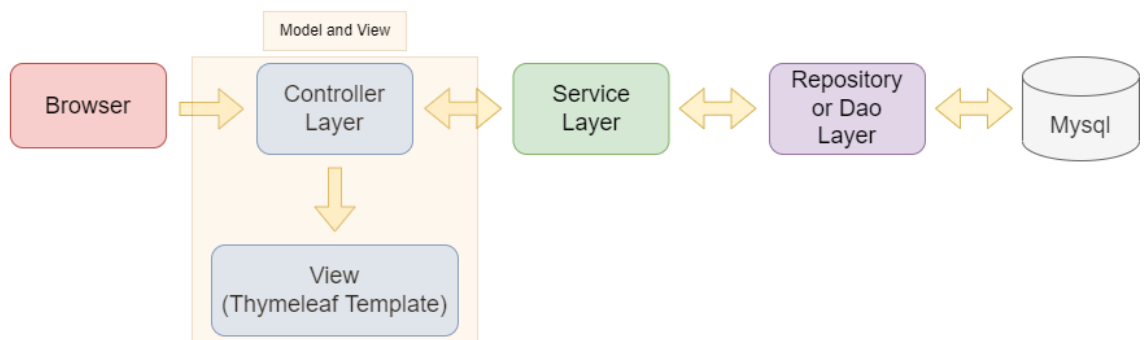 Model and View
Browser
Controller
Layer
Service
Layer
Repository
or Dao
Layer
Mysql
View
(Thymeleaf Template)